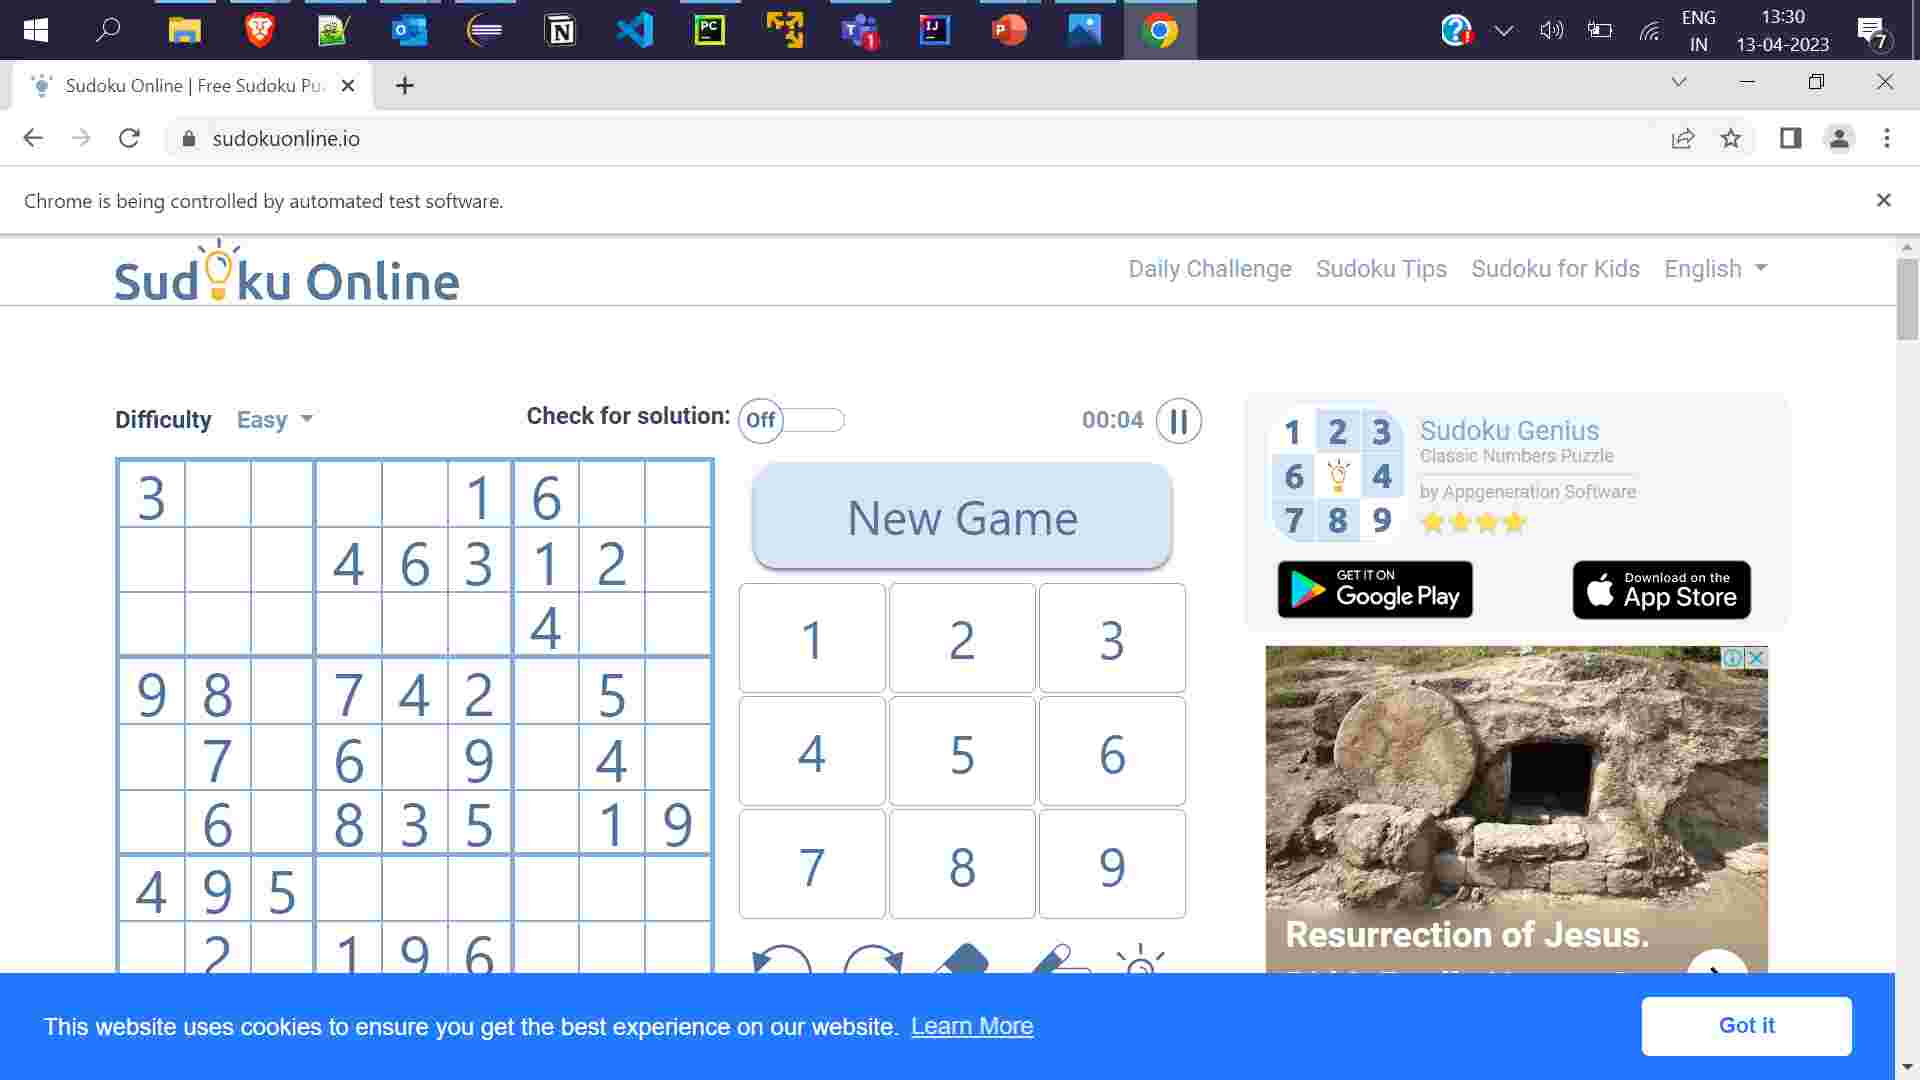 ENG
IN
13:30
13-04-2023
7
PC
T
1
IJ
P
N
Sudoku Online | Free Sudoku Pu
sudokuonline.io
Chrome is being controlled by automated test software.
Sudoku Online
Daily Challenge Sudoku Tips Sudoku for Kids English
Difficulty Easy
Check for solution: Off
00:04
3 1 6
4 6 3 1 2
4
9 8 7 4 2 5
7 6 9 4
6 8 3 5 1 9
4 9 5
2 1 9 6
New Game
1 2 3
4 5 6
7 8 9
1 2 3
6 4
7 8 9
Sudoku Genius
Classic Numbers Puzzle
by Appgeneration Software
GET IT ON
Google Play
Download on the
App Store
Resurrection of Jesus.
This website uses cookies to ensure you get the best experience on our website. Learn More
Got it